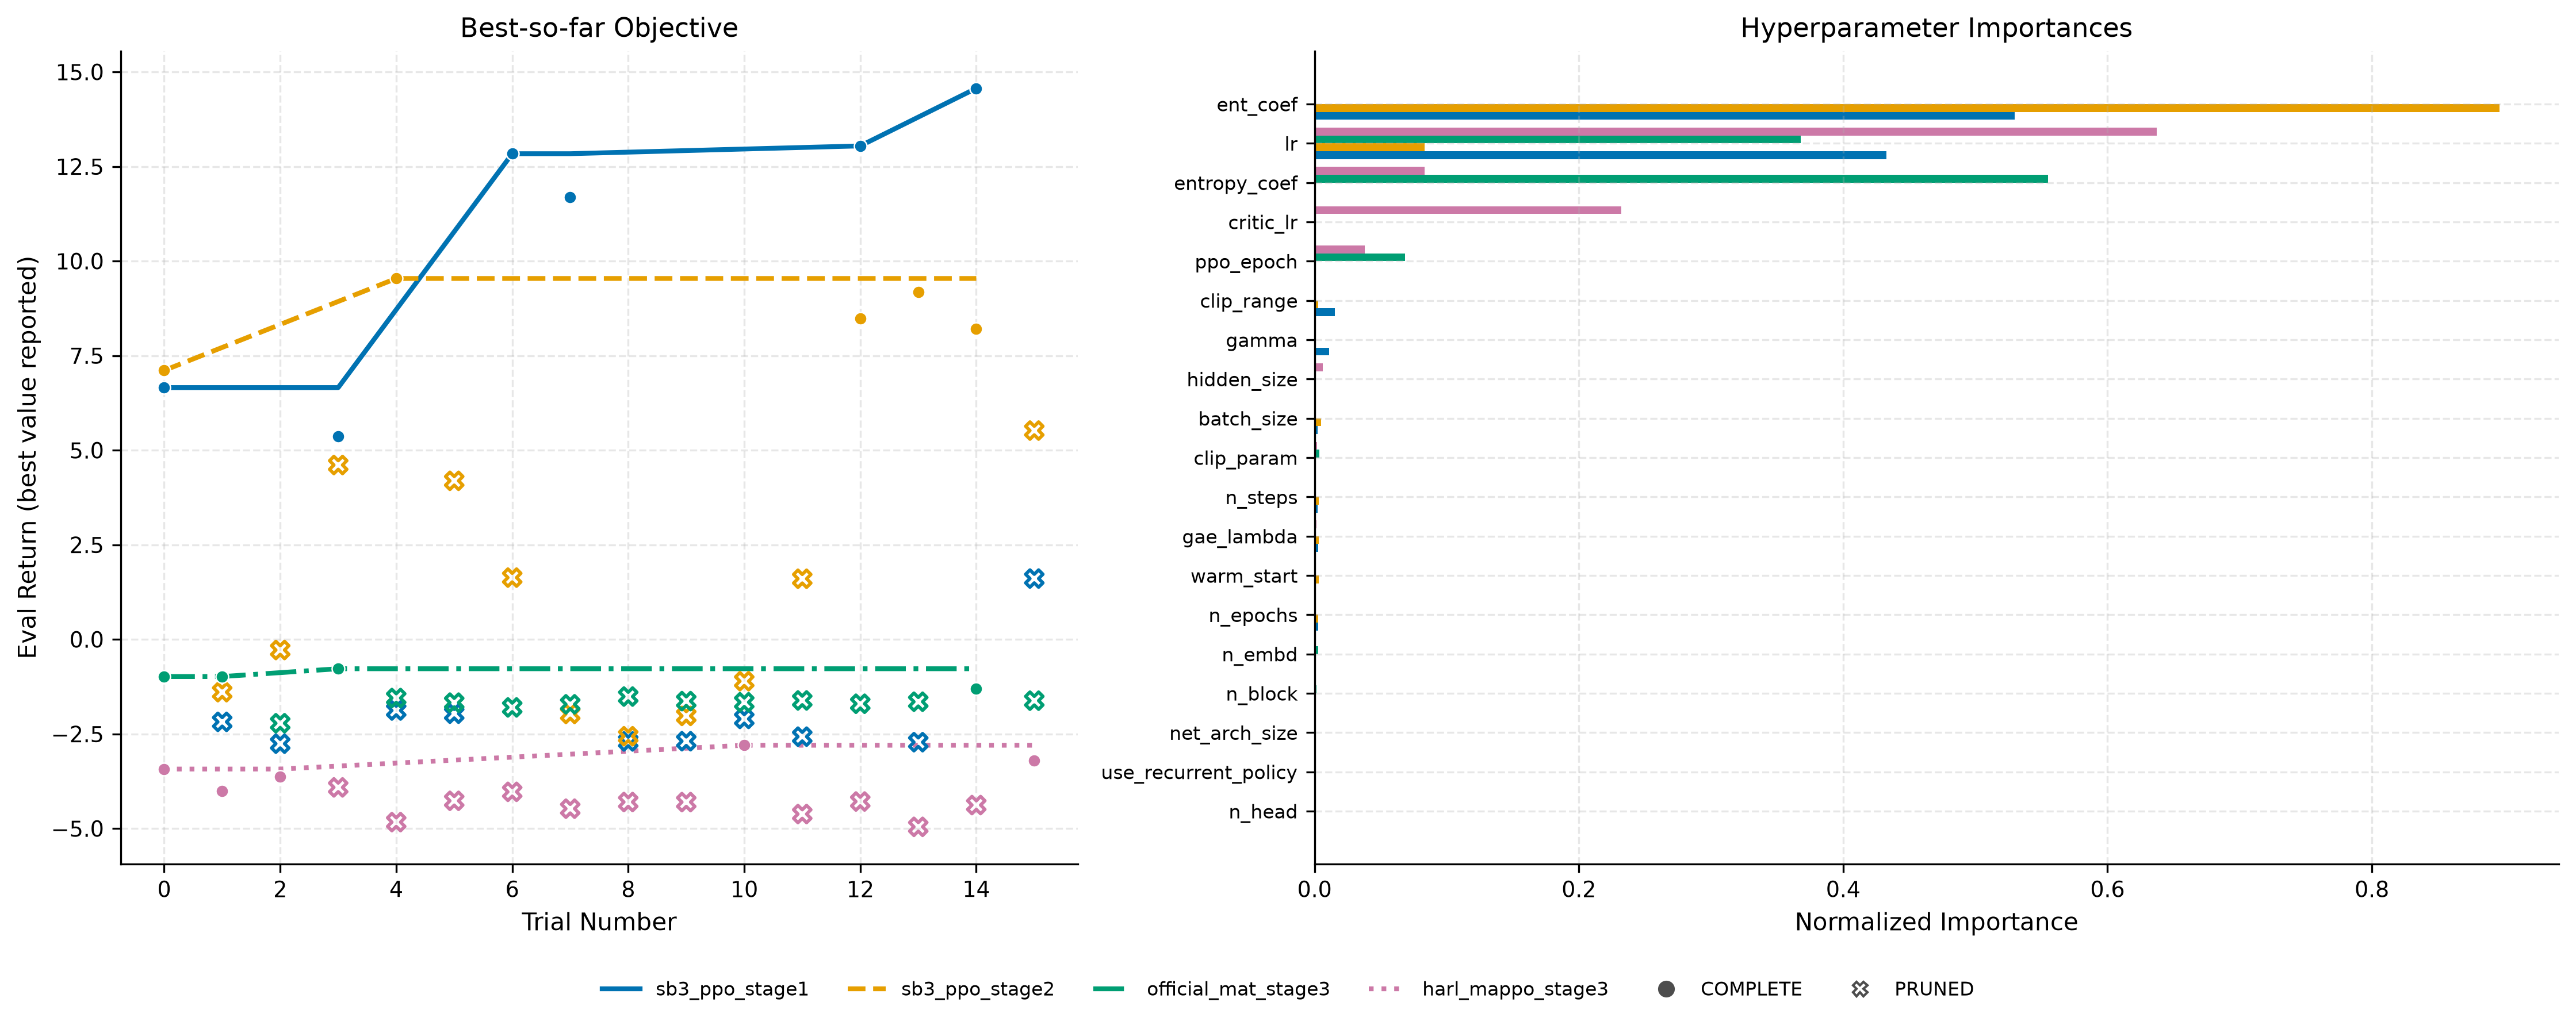 Best-so-far Objective
Eval Return (best value reported)
15.0
12.5
10.0
7.5
5.0
2.5
0.0
−2.5
−5.0
0 2 4 6 8 10 12 14
Trial Number
Hyperparameter Importances
ent_coef
lr
entropy_coef
critic_lr
ppo_epoch
clip_range
gamma
hidden_size
batch_size
clip_param
n_steps
gae_lambda
warm_start
n_epochs
n_embd
n_block
net_arch_size
use_recurrent_policy
n_head
0.0 0.2 0.4 0.6 0.8
Normalized Importance
sb3_ppo_stage1 sb3_ppo_stage2 official_mat_stage3 harl_mappo_stage3 COMPLETE PRUNED